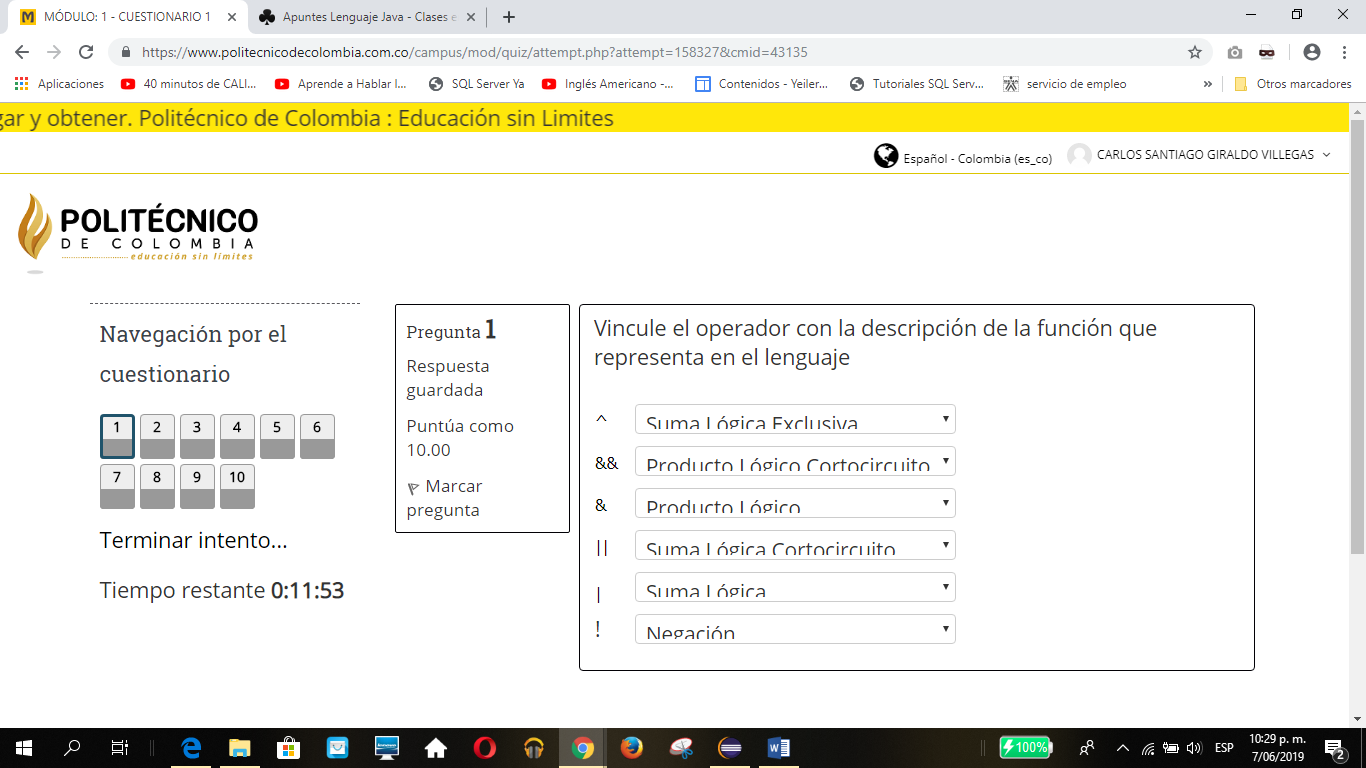 MÓDULO: 1 - CUESTIONARIO 1
Apuntes Lenguaje Java - Clases e
https://www.politecnicodecolombia.com.co/campus/mod/quiz/attempt.php?attempt=158327&cmid=43135
Aplicaciones
40 minutos de CALI...
Aprende a Hablar I...
SQL Server Ya
Inglés Americano -...
Contenidos - Yeiler...
Tutoriales SQL Serv...
servicio de empleo
»
Otros marcadores
gar y obtener. Politécnico de Colombia : Educación sin Limites
Español - Colombia (es_co)
CARLOS SANTIAGO GIRALDO VILLEGAS
POLITÉCNICO
DE COLOMBIA
educación sin límites
Navegación por el
cuestionario
1 2 3 4 5 6
7 8 9 10
Terminar intento...
Tiempo restante 0:11:53
Pregunta 1
Respuesta
guardada
Puntúa como
10.00
Marcar
pregunta
Vincule el operador con la descripción de la función que
representa en el lenguaje
^ Suma Lógica Exclusiva
&& Producto Lógico Cortocircuito
& Producto Lógico
|| Suma Lógica Cortocircuito
| Suma Lógica
! Negación
100%
ESP
10:29 p. m.
7/06/2019
2